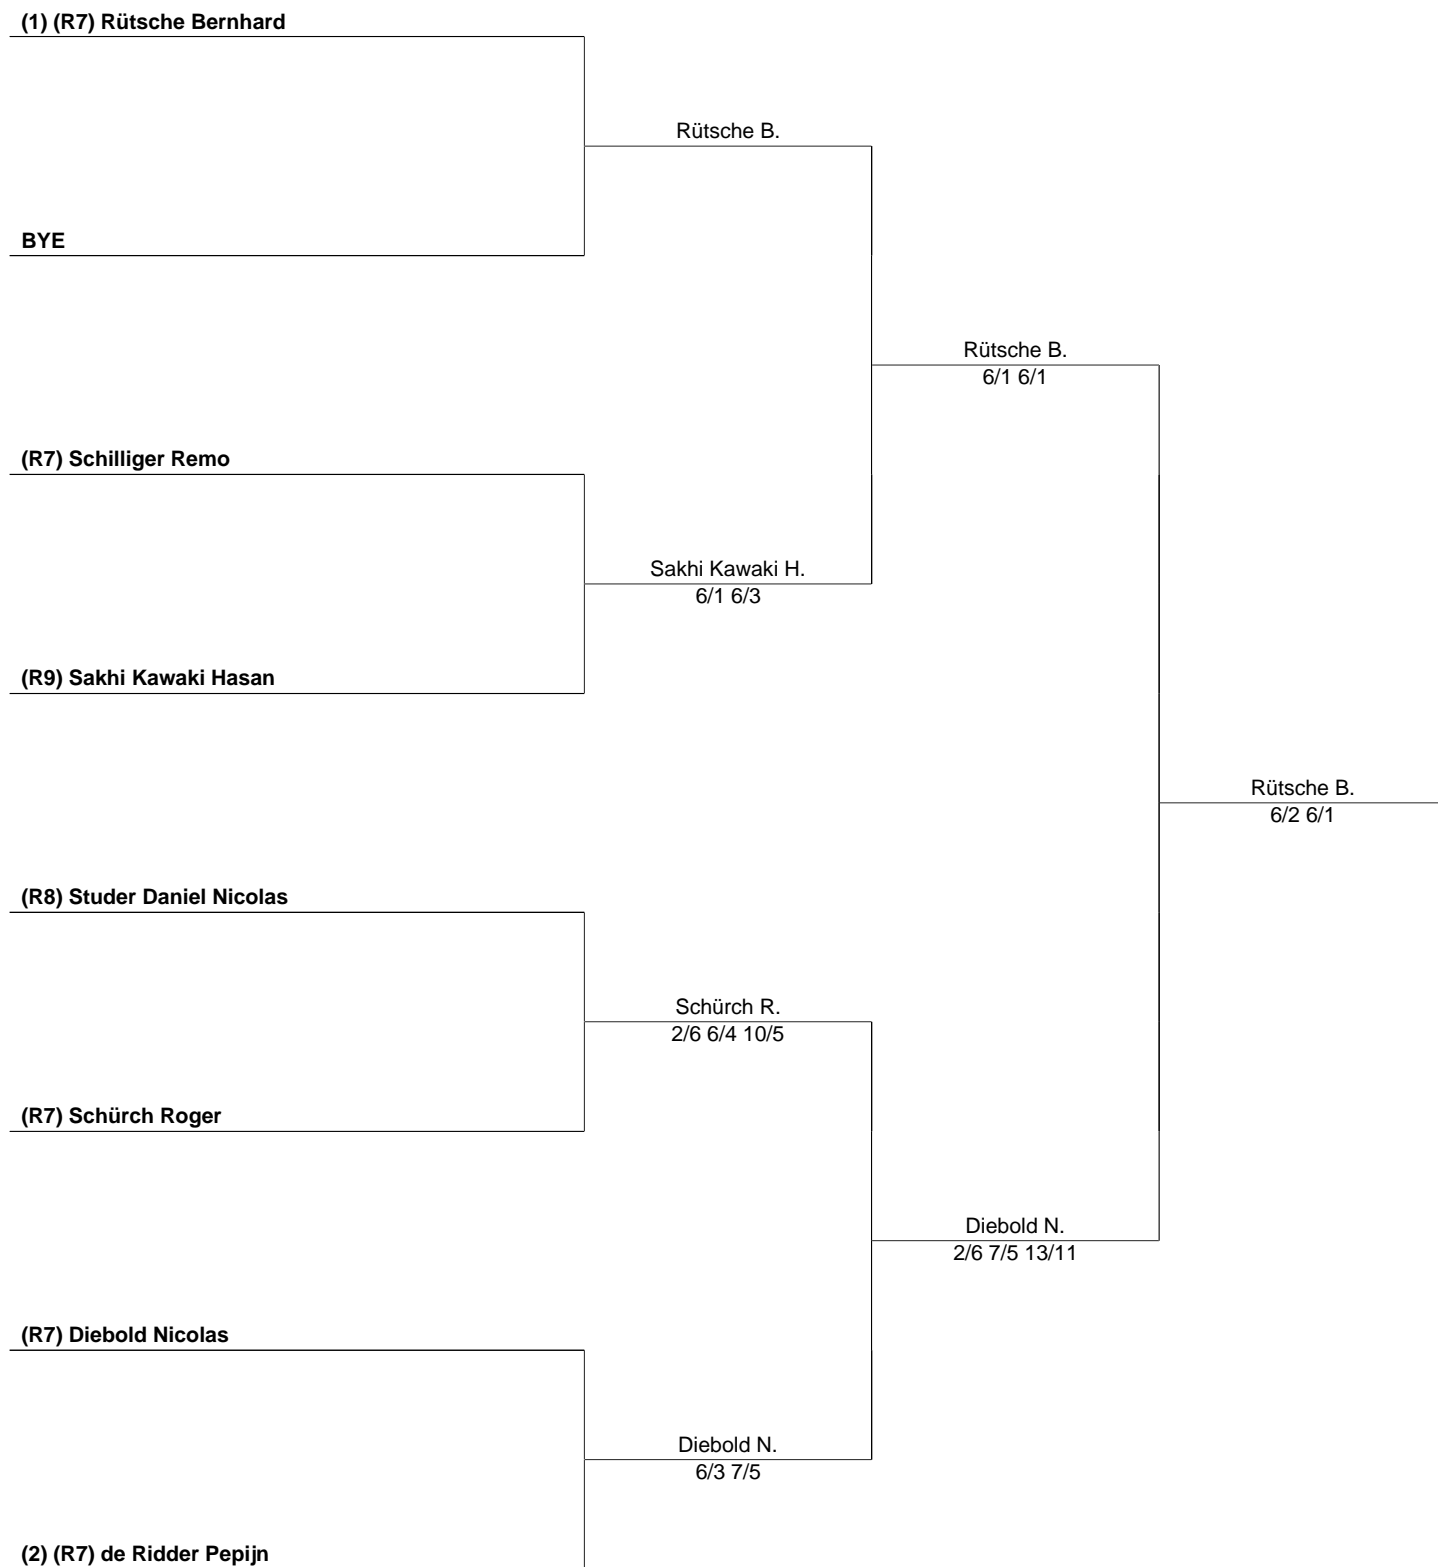 (1) (R7) Rütsche Bernhard
Rütsche B.
BYE
Rütsche B.
6/1 6/1
(R7) Schilliger Remo
Sakhi Kawaki H.
6/1 6/3
(R9) Sakhi Kawaki Hasan
Rütsche B.
6/2 6/1
(R8) Studer Daniel Nicolas
Schürch R.
2/6 6/4 10/5
(R7) Schürch Roger
Diebold N.
2/6 7/5 13/11
(R7) Diebold Nicolas
Diebold N.
6/3 7/5
(2) (R7) de Ridder Pepijn